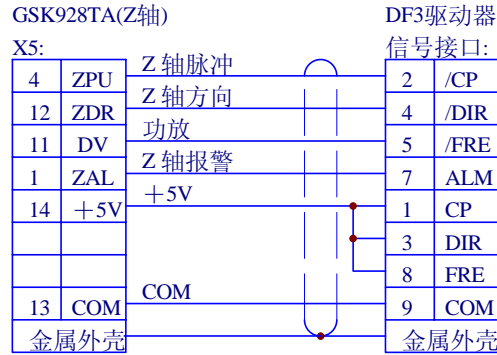 GSK928TA(Z轴) DF3驱动器
X5: 信号接口:
4 ZPU Z 轴脉冲 2 /CP
12 ZDR Z 轴方向 4 /DIR
11 DV 功放 5 /FRE
1 ZAL Z 轴报警 7 ALM
14 +5V +5V 1 CP
3 DIR
8 FRE
13 COM COM 9 COM
金属外壳 金属外壳